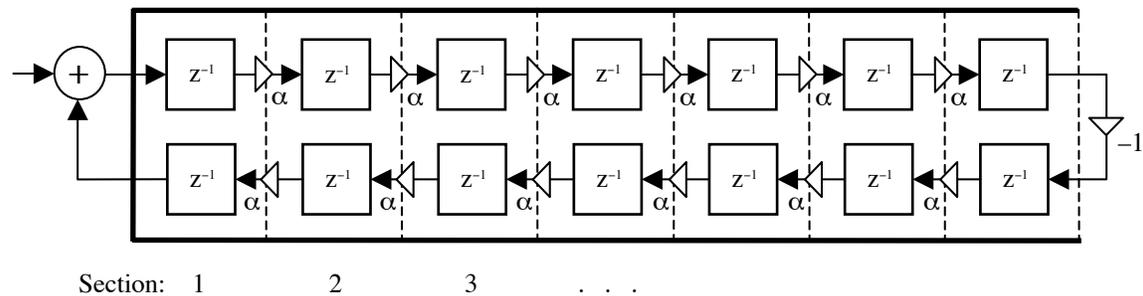 + z⁻¹ z⁻¹ z⁻¹ z⁻¹ z⁻¹ z⁻¹ z⁻¹
α α α α α α
–1
z⁻¹ z⁻¹ z⁻¹ z⁻¹ z⁻¹ z⁻¹ z⁻¹
α α α α α α
Section: 1 2 3 . . .